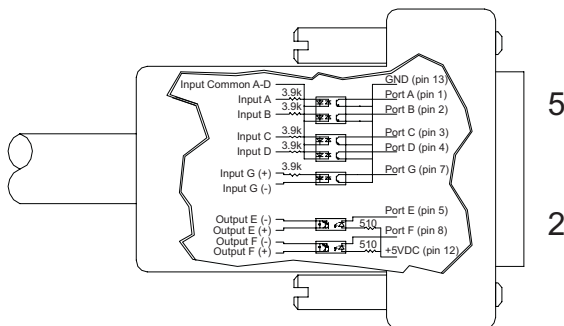 Input Common A-D
GND (pin 13)
3.9k
Input A
Port A (pin 1)
3.9k
Input B
Port B (pin 2)
3.9k
Input C
Port C (pin 3)
3.9k
Input D
Port D (pin 4)
3.9k
Input G (+)
Port G (pin 7)
Input G (-)
Output E (-)
Port E (pin 5)
Output E (+)
510
Output F (-)
Port F (pin 8)
Output F (+)
510
+5VDC (pin 12)
5
2